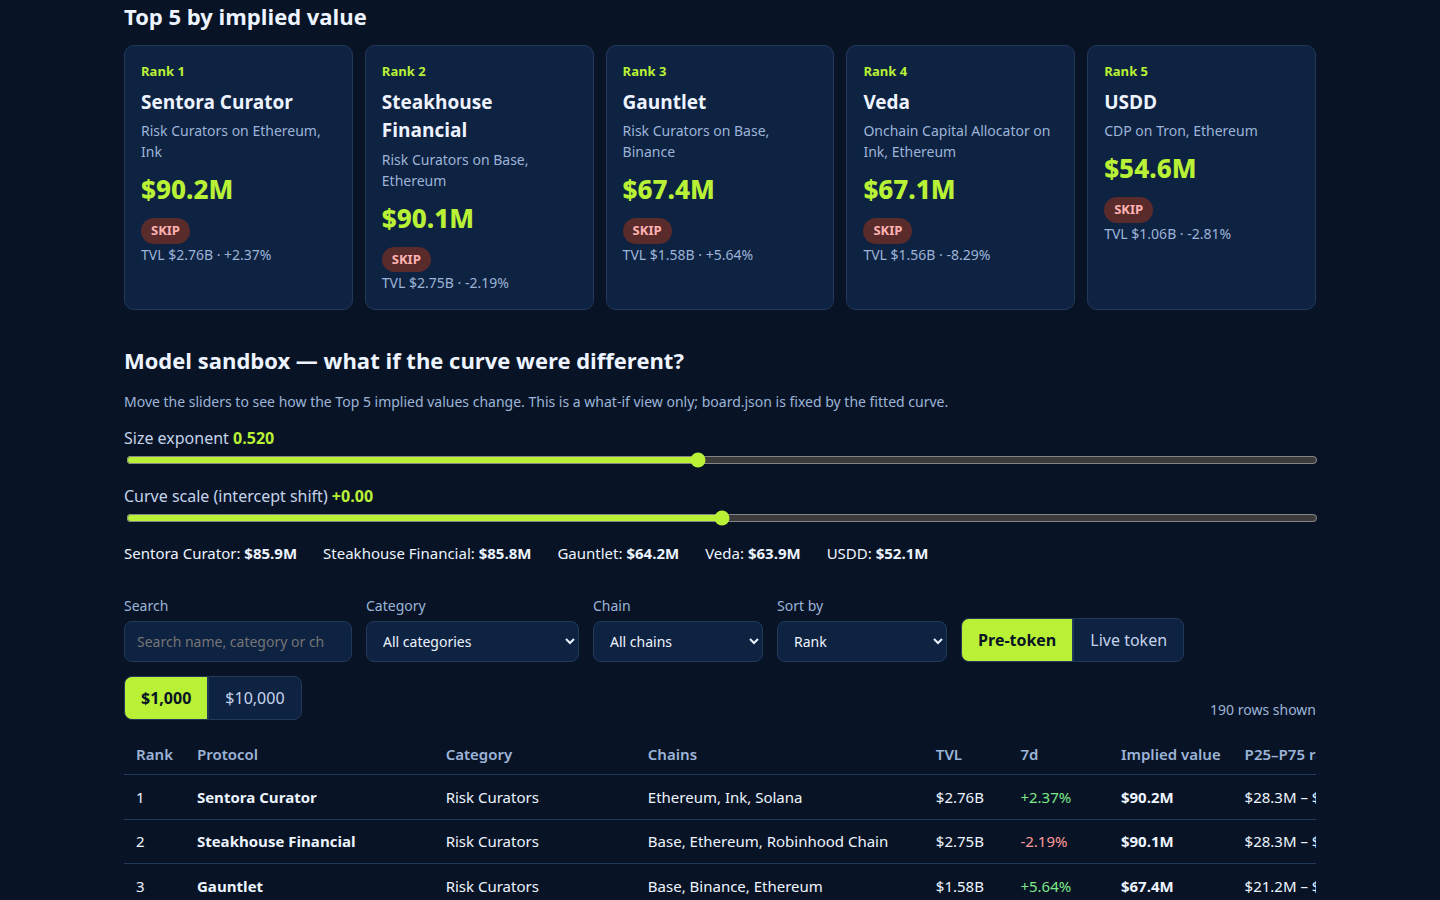 Top 5 by implied value
Rank 1
Sentora Curator
Risk Curators on Ethereum,
Ink
$90.2M
SKIP
TVL $2.76B · +2.37%
Rank 2
Steakhouse
Financial
Risk Curators on Base,
Ethereum
$90.1M
SKIP
TVL $2.75B · -2.19%
Rank 3
Gauntlet
Risk Curators on Base,
Binance
$67.4M
SKIP
TVL $1.58B · +5.64%
Rank 4
Veda
Onchain Capital Allocator on
Ink, Ethereum
$67.1M
SKIP
TVL $1.56B · -8.29%
Rank 5
USDD
CDP on Tron, Ethereum
$54.6M
SKIP
TVL $1.06B · -2.81%
Model sandbox — what if the curve were different?
Move the sliders to see how the Top 5 implied values change. This is a what-if view only; board.json is fixed by the fitted curve.
Size exponent 0.520
Curve scale (intercept shift) +0.00
Sentora Curator: $85.9M Steakhouse Financial: $85.8M Gauntlet: $64.2M Veda: $63.9M USDD: $52.1M
Search Category Chain Sort by
Search name, category or ch All categories All chains Rank Pre-token Live token
$1,000 $10,000
190 rows shown
Rank Protocol Category Chains TVL 7d Implied value P25–P75 r
1 Sentora Curator Risk Curators Ethereum, Ink, Solana $2.76B +2.37% $90.2M $28.3M – $
2 Steakhouse Financial Risk Curators Base, Ethereum, Robinhood Chain $2.75B -2.19% $90.1M $28.3M – $
3 Gauntlet Risk Curators Base, Binance, Ethereum $1.58B +5.64% $67.4M $21.2M – $